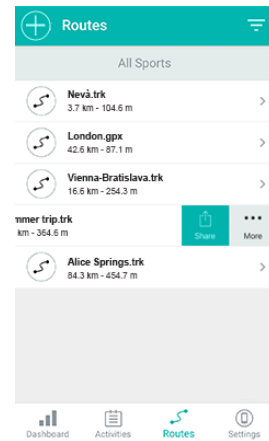 Routes
All Sports
Nevà.trk
3.7 km - 104.6 m
London.gpx
42.6 km - 87.1 m
Vienna-Bratislava.trk
16.6 km - 254.3 m
mmer trip.trk
km - 364.6 m
Share
More
Alice Springs.trk
84.3 km - 454.7 m
Dashboard Activities Routes Settings